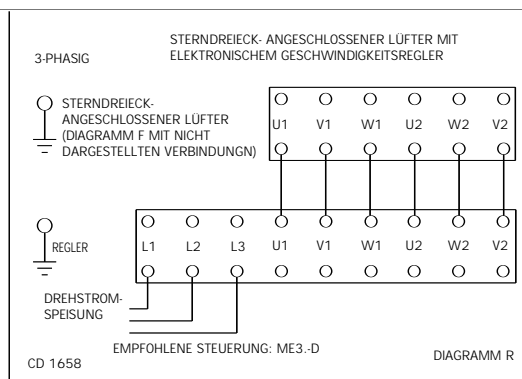 3-PHASIG
STERNDREIECK- ANGESCHLOSSENER LÜFTER MIT
ELEKTRONISCHEM GESCHWINDIGKEITSREGLER
STERNDREIECK-
ANGESCHLOSSENER LÜFTER
(DIAGRAMM F MIT NICHT
DARGESTELLTEN VERBINDUNGN)
U1 V1 W1 U2 W2 V2
REGLER
L1 L2 L3 U1 V1 W1 U2 W2 V2
DREHSTROM-
SPEISUNG
EMPFOHLENE STEUERUNG: ME3.-D
CD 1658
DIAGRAMM R